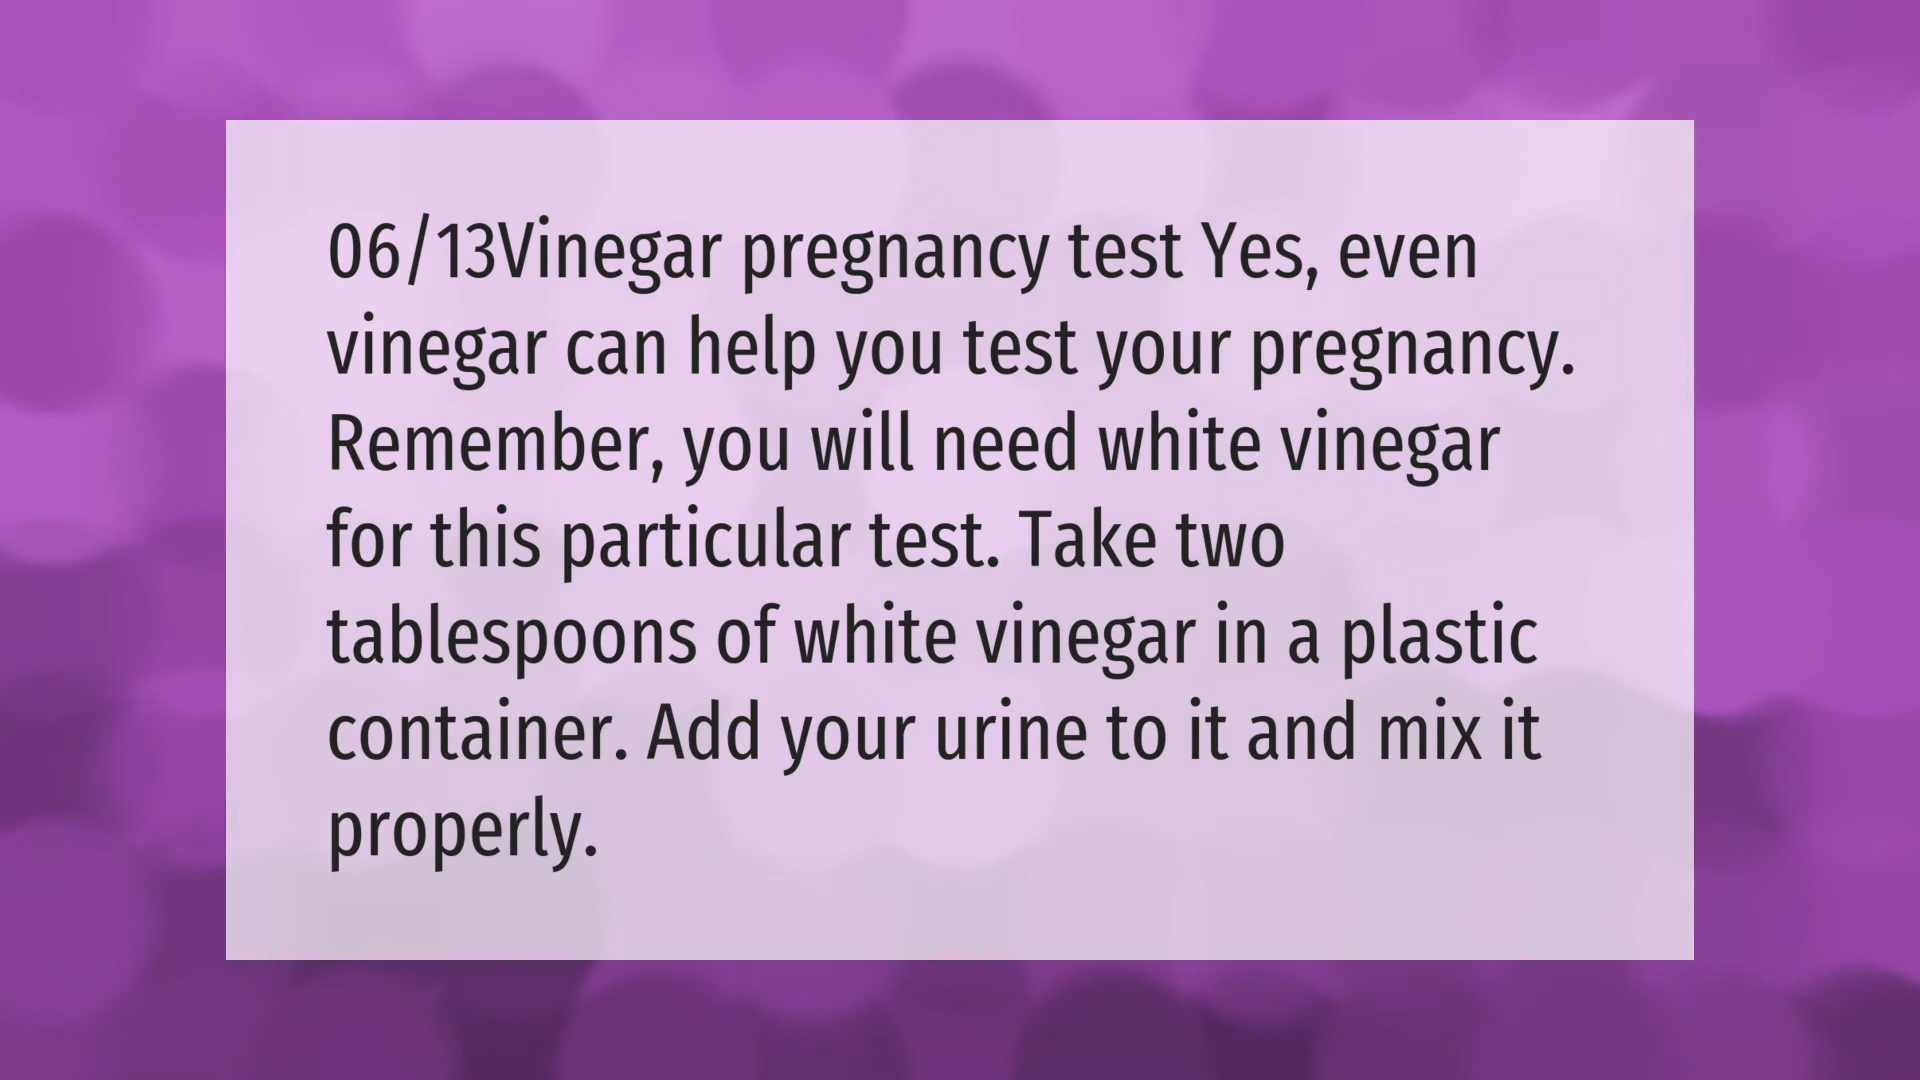 06/13Vinegar pregnancy test Yes, even
vinegar can help you test your pregnancy.
Remember, you will need white vinegar
for this particular test. Take two
tablespoons of white vinegar in a plastic
container. Add your urine to it and mix it
properly.